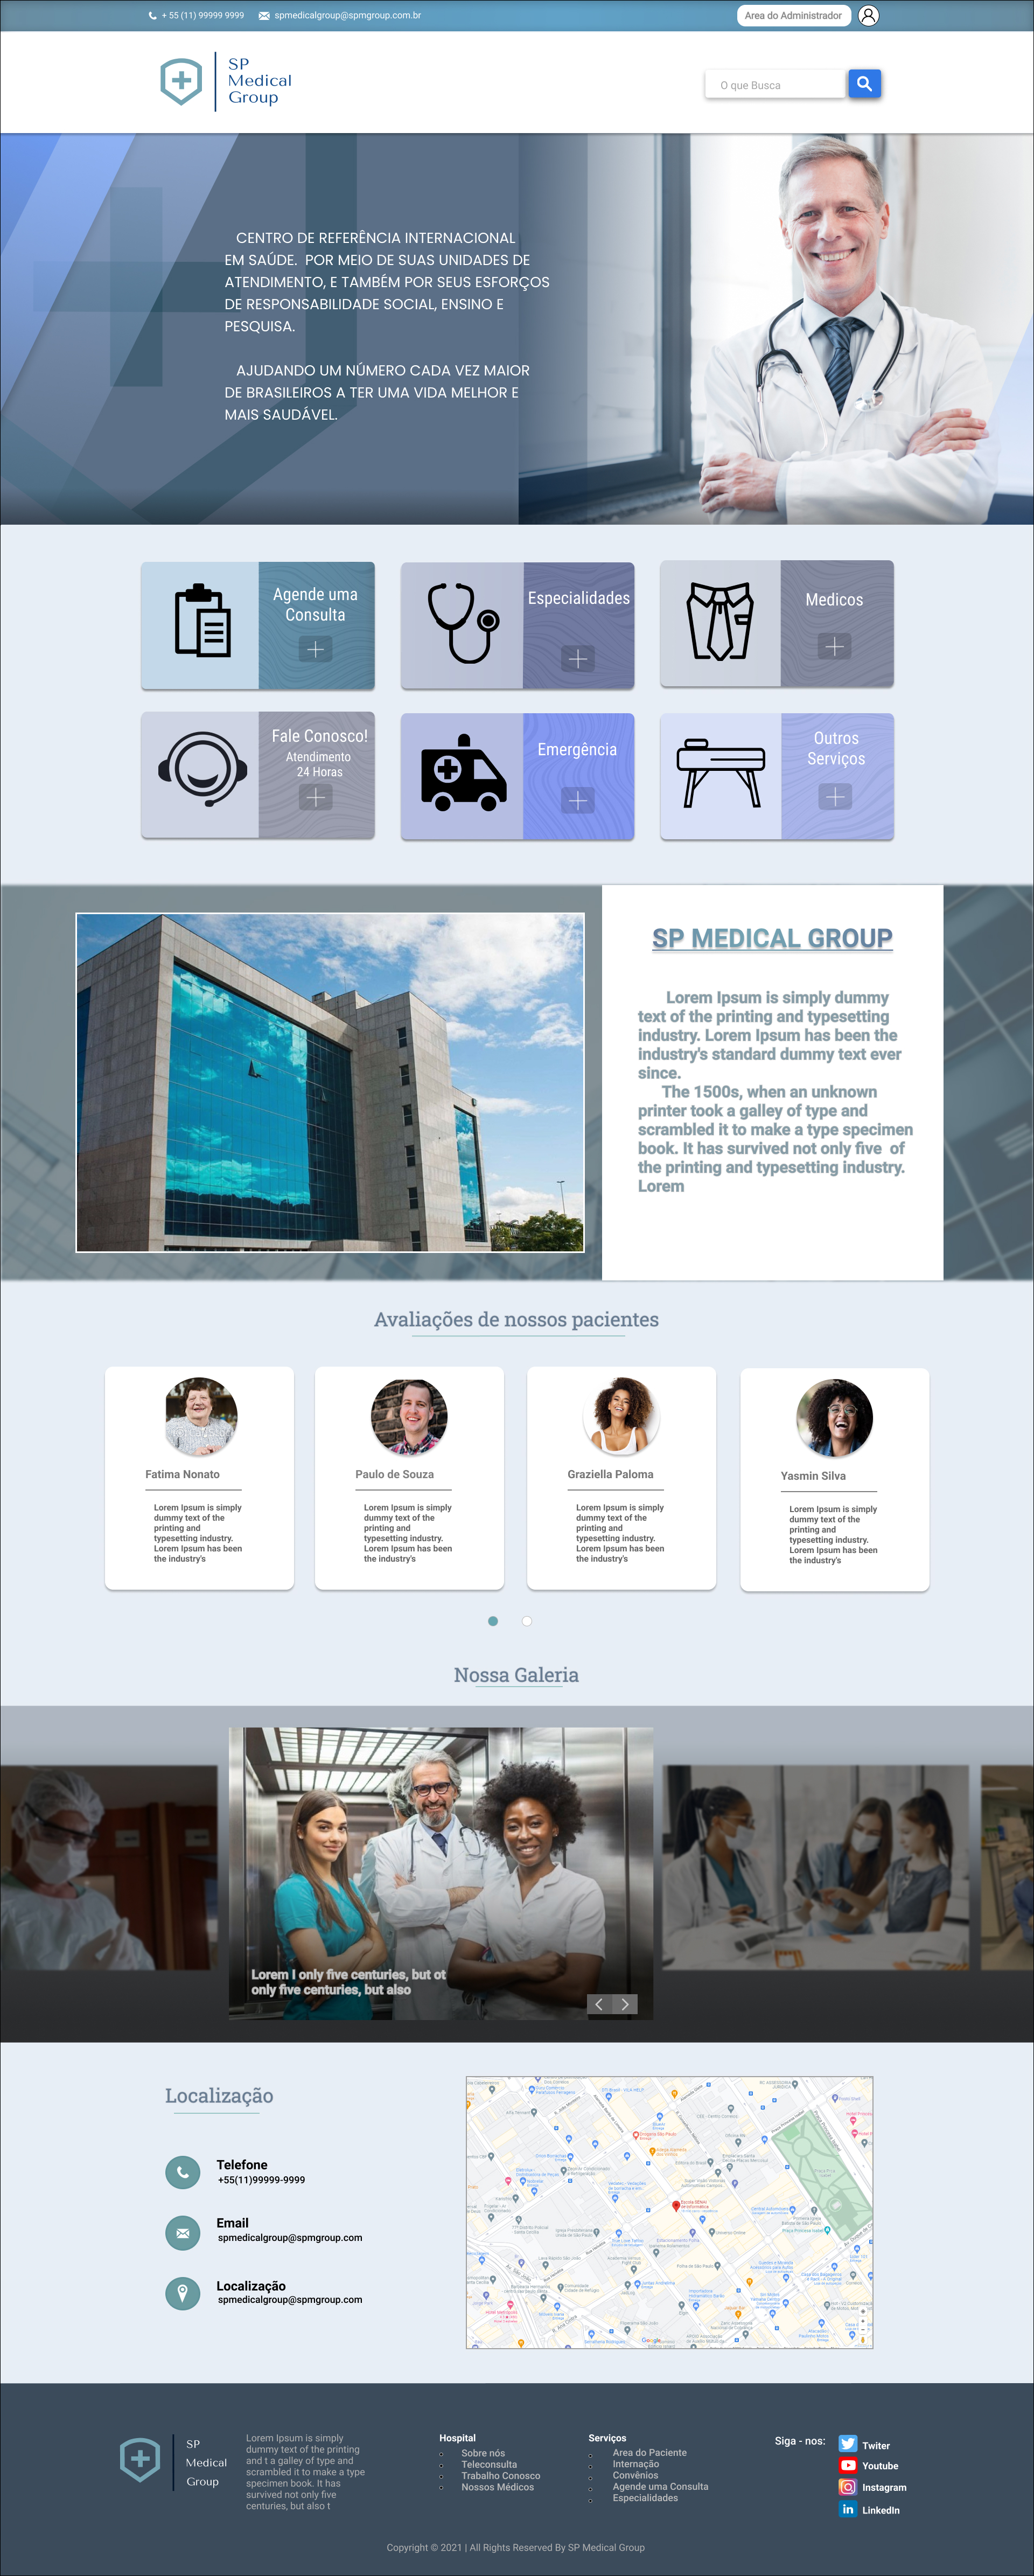 + 55 (11) 99999 9999
spmedicalgroup@spmgroup.com.br
Area do Administrador
SP
Medical
Group
O que Busca
CENTRO DE REFERÊNCIA INTERNACIONAL
EM SAÚDE. POR MEIO DE SUAS UNIDADES DE
ATENDIMENTO, E TAMBÉM POR SEUS ESFORÇOS
DE RESPONSABILIDADE SOCIAL, ENSINO E
PESQUISA.
AJUDANDO UM NÚMERO CADA VEZ MAIOR
DE BRASILEIROS A TER UMA VIDA MELHOR E
MAIS SAUDÁVEL.
Agende uma
Consulta
Especialidades
Medicos
Fale Conosco!
Atendimento
24 Horas
Emergência
Outros
Serviços
SP MEDICAL GROUP
Lorem Ipsum is simply dummy
text of the printing and typesetting
industry. Lorem Ipsum has been the
industry's standard dummy text ever
since.
The 1500s, when an unknown
printer took a galley of type and
scrambled it to make a type specimen
book. It has survived not only five of
the printing and typesetting industry.
Lorem
Avaliações de nossos pacientes
Fatima Nonato
Lorem Ipsum is simply
dummy text of the
printing and
typesetting industry.
Lorem Ipsum has been
the industry's
Paulo de Souza
Lorem Ipsum is simply
dummy text of the
printing and
typesetting industry.
Lorem Ipsum has been
the industry's
Graziella Paloma
Lorem Ipsum is simply
dummy text of the
printing and
typesetting industry.
Lorem Ipsum has been
the industry's
Yasmin Silva
Lorem Ipsum is simply
dummy text of the
printing and
typesetting industry.
Lorem Ipsum has been
the industry's
Nossa Galeria
Lorem I only five centuries, but ot
only five centuries, but also
Localização
Telefone
+55(11)99999-9999
Email
spmedicalgroup@spmgroup.com
Localização
spmedicalgroup@spmgroup.com
Escola SENAI
de Informática
Google
SP
Medical
Group
Lorem Ipsum is simply
dummy text of the printing
and t a galley of type and
scrambled it to make a type
specimen book. It has
survived not only five
centuries, but also t
Hospital
Sobre nós
Teleconsulta
Trabalho Conosco
Nossos Médicos
Serviços
Area do Paciente
Internação
Convênios
Agende uma Consulta
Especialidades
Siga - nos:
Twiter
Youtube
Instagram
LinkedIn
Copyright © 2021 | All Rights Reserved By SP Medical Group